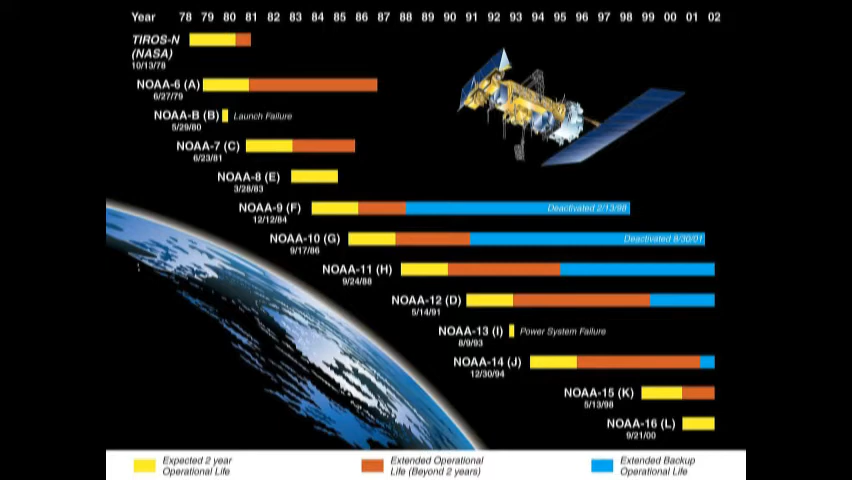 Year 78 79 80 81 82 83 84 85 86 87 88 89 90 91 92 93 94 95 96 97 98 99 00 01 02
TIROS-N
(NASA)
10/13/78
NOAA-6 (A)
6/27/79
NOAA-B (B) Launch Failure
5/29/80
NOAA-7 (C)
6/23/81
NOAA-8 (E)
3/28/83
NOAA-9 (F) Deactivated 2/13/98
12/12/84
NOAA-10 (G) Deactivated 8/30/01
9/17/86
NOAA-11 (H)
9/24/88
NOAA-12 (D)
5/14/91
NOAA-13 (I) Power System Failure
8/9/93
NOAA-14 (J)
12/30/94
NOAA-15 (K)
5/13/98
NOAA-16 (L)
9/21/00
Expected 2 year
Operational Life
Extended Operational
Life (Beyond 2 years)
Extended Backup
Operational Life